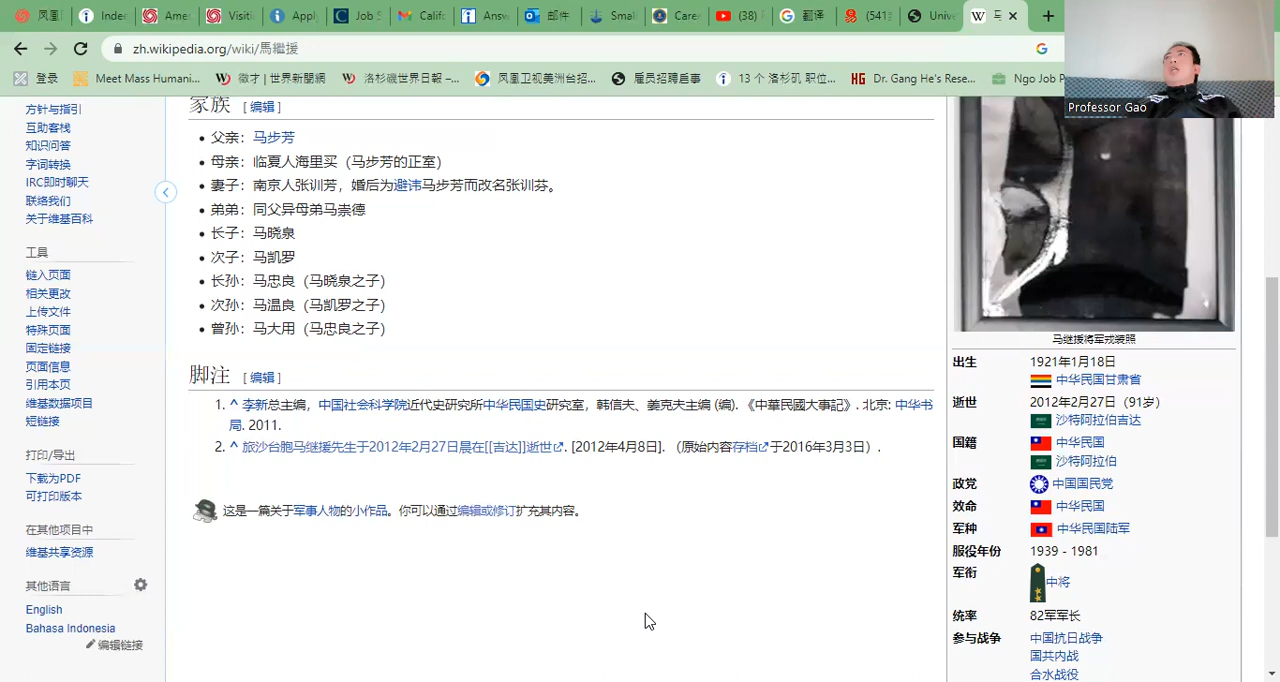 凤凰
Inde
Ame
Visiti
Appl
Job S
Califo
Answ
邮件
Smal
Care
(38)
翻译
(541
Univ
zh.wikipedia.org/wiki/馬繼援
登录
Meet Mass Humani...
徵才 | 世界新聞網
洛杉磯世界日報 –...
凤凰卫视美洲台招...
雇员招聘启事
13 个 洛杉矶 职位...
Dr. Gang He's Rese...
Ngo Job P
Professor Gao
方针与指引
互助客栈
知识问答
字词转换
IRC即时聊天
联络我们
关于维基百科
工具
链入页面
相关更改
上传文件
特殊页面
固定链接
页面信息
引用本页
维基数据项目
短链接
打印/导出
下载为PDF
可打印版本
在其他项目中
维基共享资源
其他语言
English
Bahasa Indonesia
编辑链接
家族 [编辑]
父亲：马步芳
母亲：临夏人海里买（马步芳的正室）
妻子：南京人张训芳，婚后为避讳马步芳而改名张训芬。
弟弟：同父异母弟马崇德
长子：马晓泉
次子：马凯罗
长孙：马忠良（马晓泉之子）
次孙：马温良（马凯罗之子）
曾孙：马大用（马忠良之子）
脚注 [编辑]
1. ^ 李新总主编，中国社会科学院近代史研究所中华民国史研究室，韩信夫、姜克夫主编 (编). 《中華民國大事記》. 北京: 中华书
局. 2011.
2. ^ 旅沙台胞马继援先生于2012年2月27日晨在[[吉达]]逝世. [2012年4月8日]. （原始内容存档于2016年3月3日）.
这是一篇关于军事人物的小作品。你可以通过编辑或修订扩充其内容。
马继援将军戎装照
出生 1921年1月18日
中华民国甘肃省
逝世 2012年2月27日（91岁）
沙特阿拉伯吉达
国籍 中华民国
沙特阿拉伯
政党 中国国民党
效命 中华民国
军种 中华民国陆军
服役年份 1939 - 1981
军衔 中将
统率 82军军长
参与战争 中国抗日战争
国共内战
合水战役